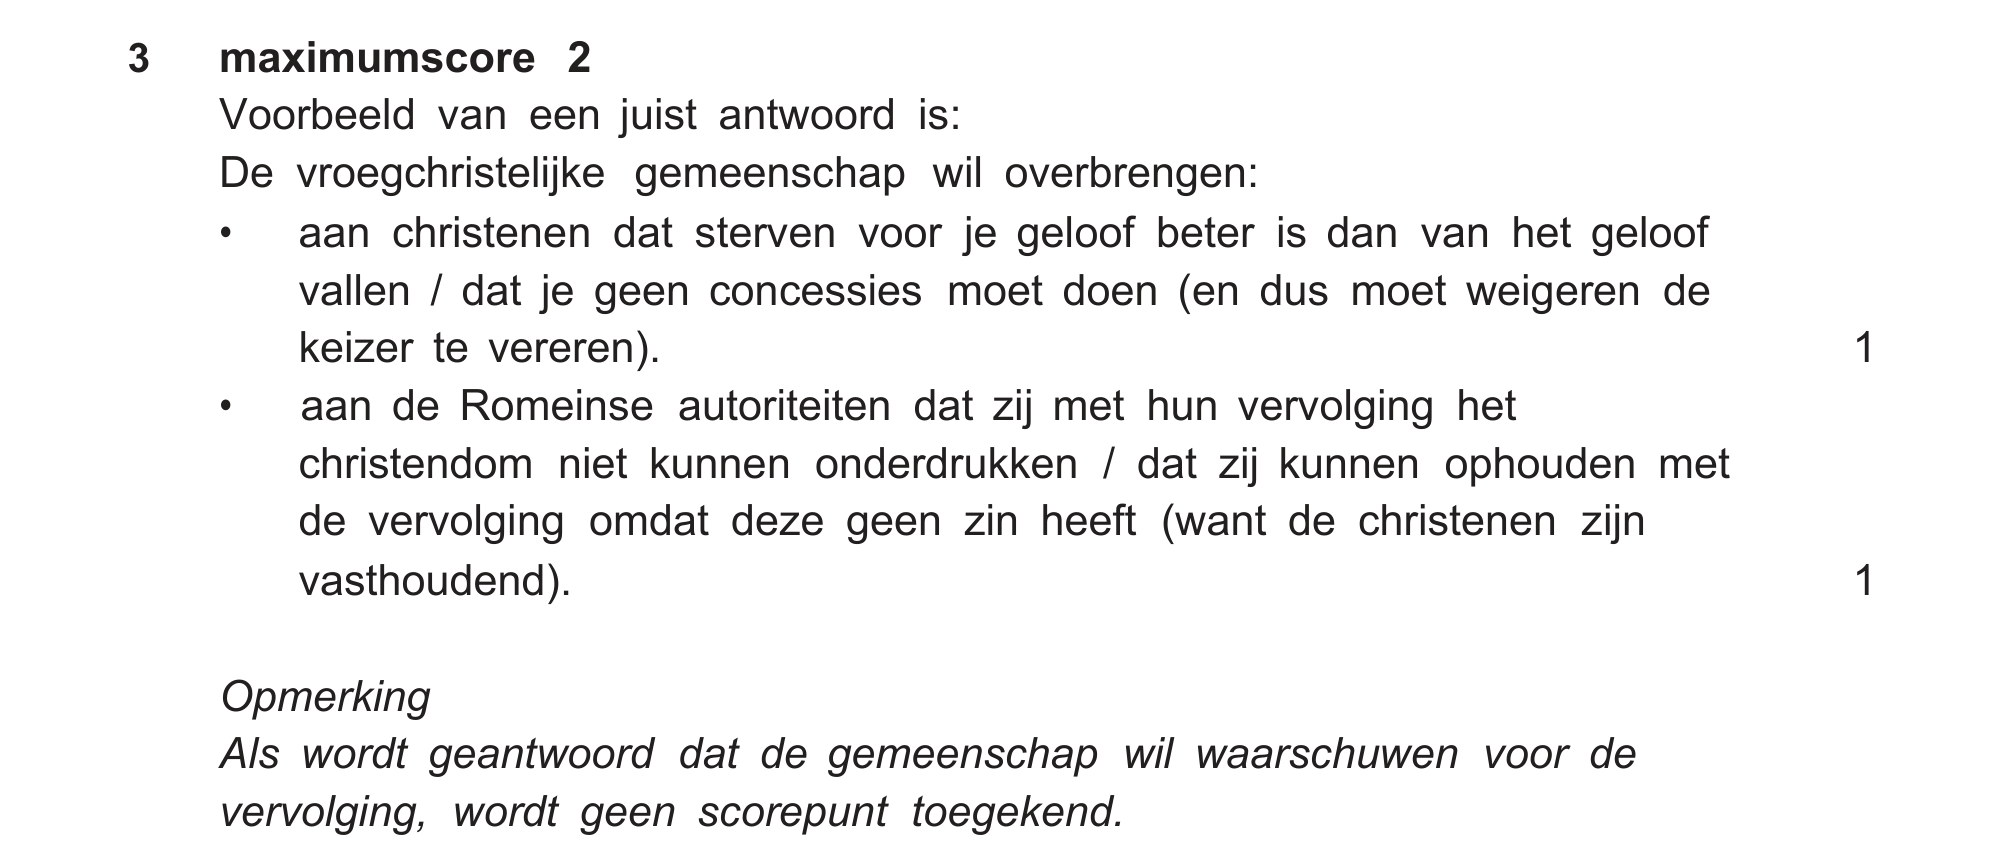 3 maximumscore 2
Voorbeeld van een juist antwoord is:
De vroegchristelijke gemeenschap wil overbrengen:
• aan christenen dat sterven voor je geloof beter is dan van het geloof
vallen / dat je geen concessies moet doen (en dus moet weigeren de
keizer te vereren). 1
• aan de Romeinse autoriteiten dat zij met hun vervolging het
christendom niet kunnen onderdrukken / dat zij kunnen ophouden met
de vervolging omdat deze geen zin heeft (want de christenen zijn
vasthoudend). 1
Opmerking
Als wordt geantwoord dat de gemeenschap wil waarschuwen voor de
vervolging, wordt geen scorepunt toegekend.